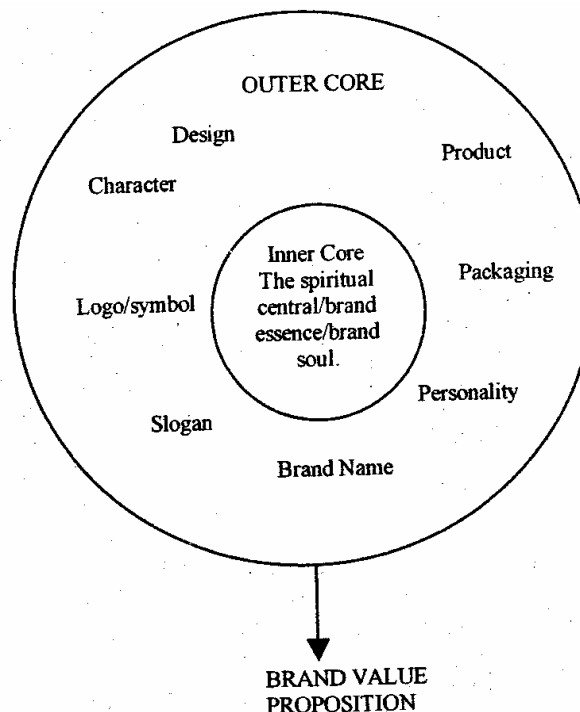 OUTER CORE
Design
Product
Character
Inner Core
The spiritual
central/brand
essence/brand
soul.
Packaging
Logo/symbol
Personality
Slogan
Brand Name
BRAND VALUE
PROPOSITION